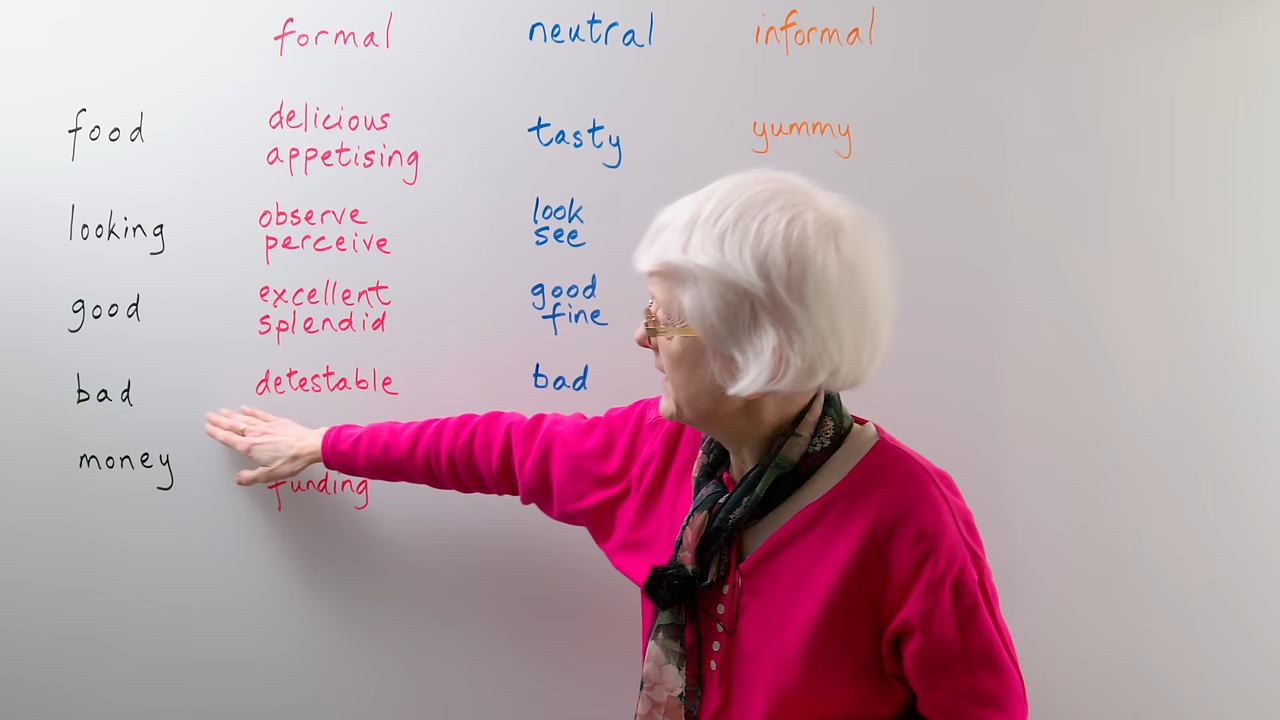 formal neutral informal
food delicious tasty yummy
appetising
looking observe look
perceive see
good excellent good
splendid fine
bad detestable bad
money
funding